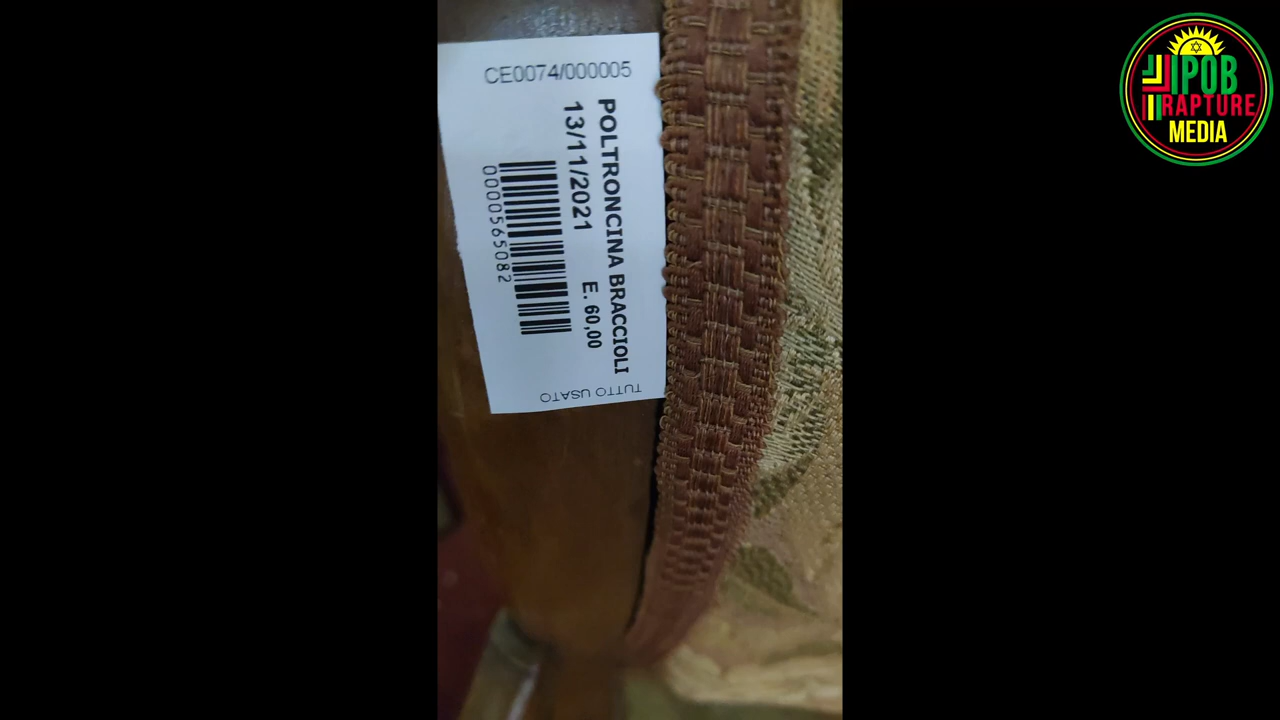 CE0074/000005
POLTRONCINA BRACCIOLI
13/11/2021 E. 60,00
0000565082
TUTTO USATO
IPOB
RAPTURE
MEDIA